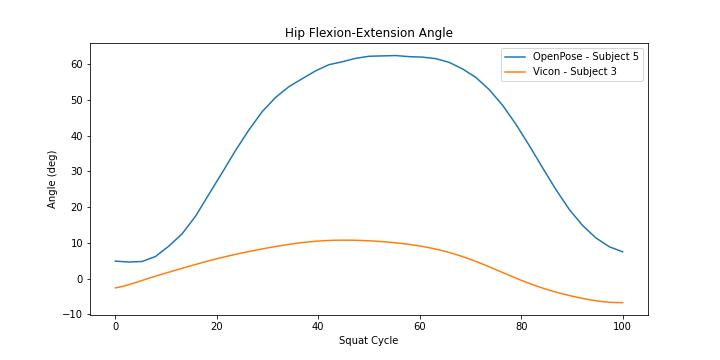 Hip Flexion-Extension Angle
OpenPose - Subject 5
Vicon - Subject 3
Angle (deg)
60
50
40
30
20
10
0
−10
0 20 40 60 80 100
Squat Cycle